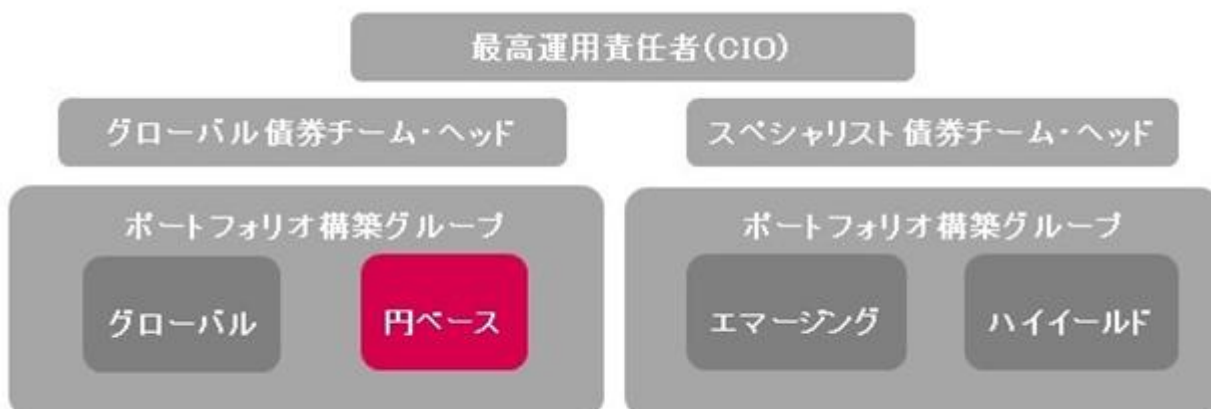 最高運用責任者(CIO)
グローバル債券チーム・ヘッド
スペシャリスト債券チーム・ヘッド
ポートフォリオ構築グループ
グローバル
円ベース
ポートフォリオ構築グループ
エマージング
ハイイールド